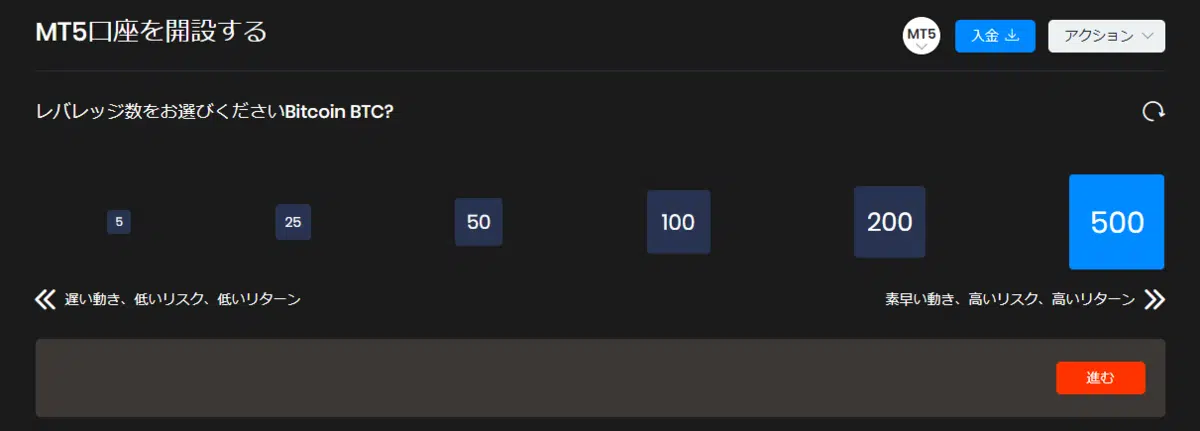 MT5口座を開設する
MT5
入金
アクション
レバレッジ数をお選びくださいBitcoin BTC?
5
25
50
100
200
500
遅い動き、低いリスク、低いリターン
素早い動き、高いリスク、高いリターン
進む